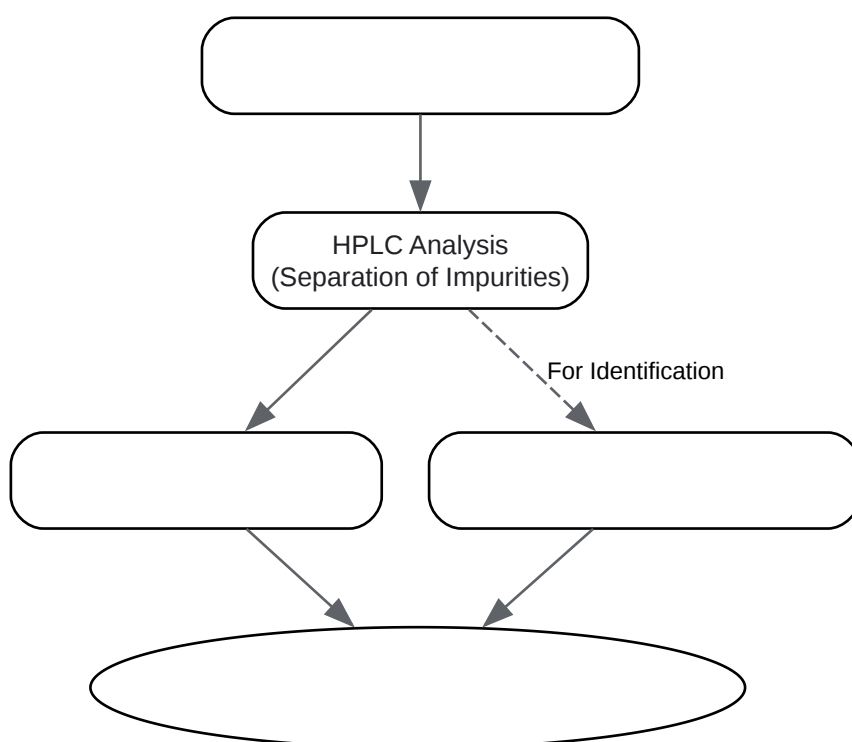 HPLC Analysis
(Separation of Impurities)
For Identification